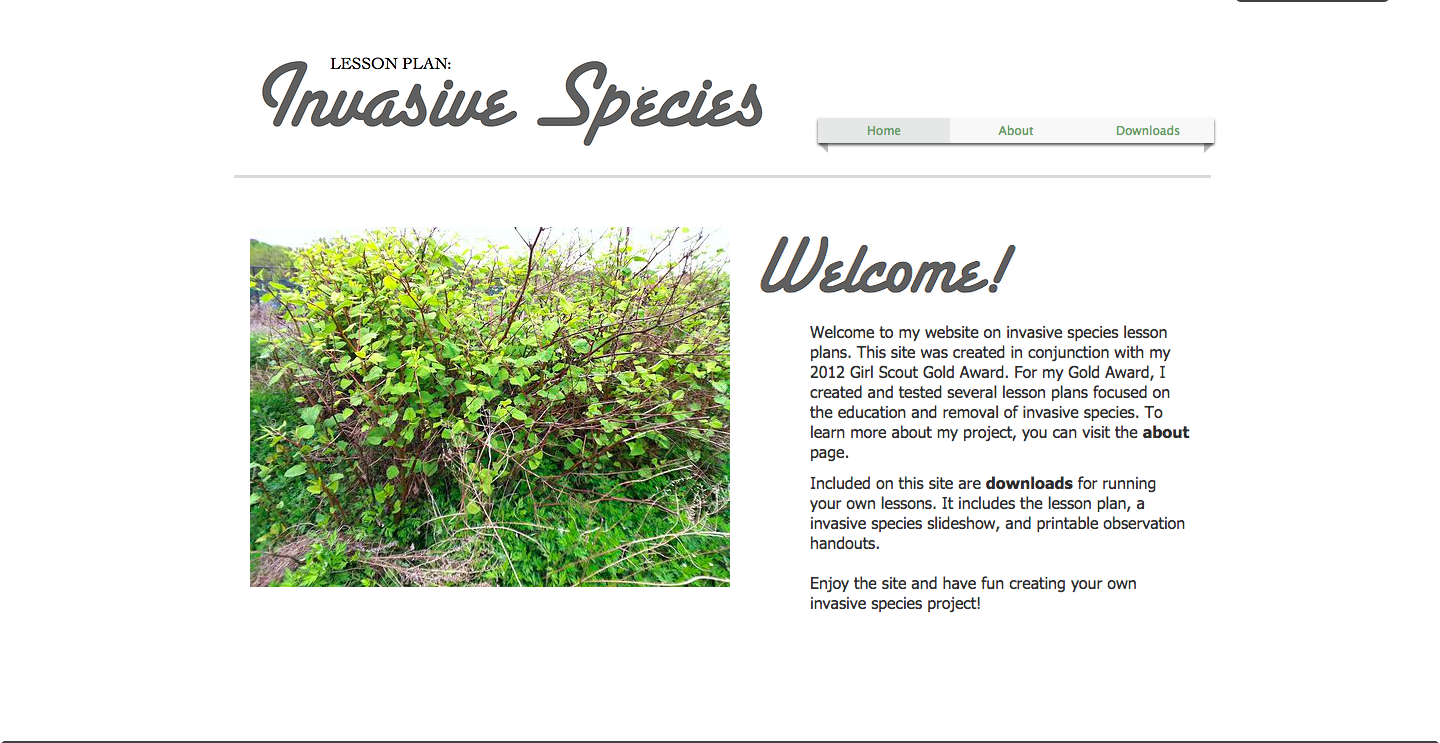 LESSON PLAN:
Invasive Species
Home About Downloads
Welcome!
Welcome to my website on invasive species lesson
plans. This site was created in conjunction with my
2012 Girl Scout Gold Award. For my Gold Award, I
created and tested several lesson plans focused on
the education and removal of invasive species. To
learn more about my project, you can visit the about
page.
Included on this site are downloads for running
your own lessons. It includes the lesson plan, a
invasive species slideshow, and printable observation
handouts.
Enjoy the site and have fun creating your own
invasive species project!